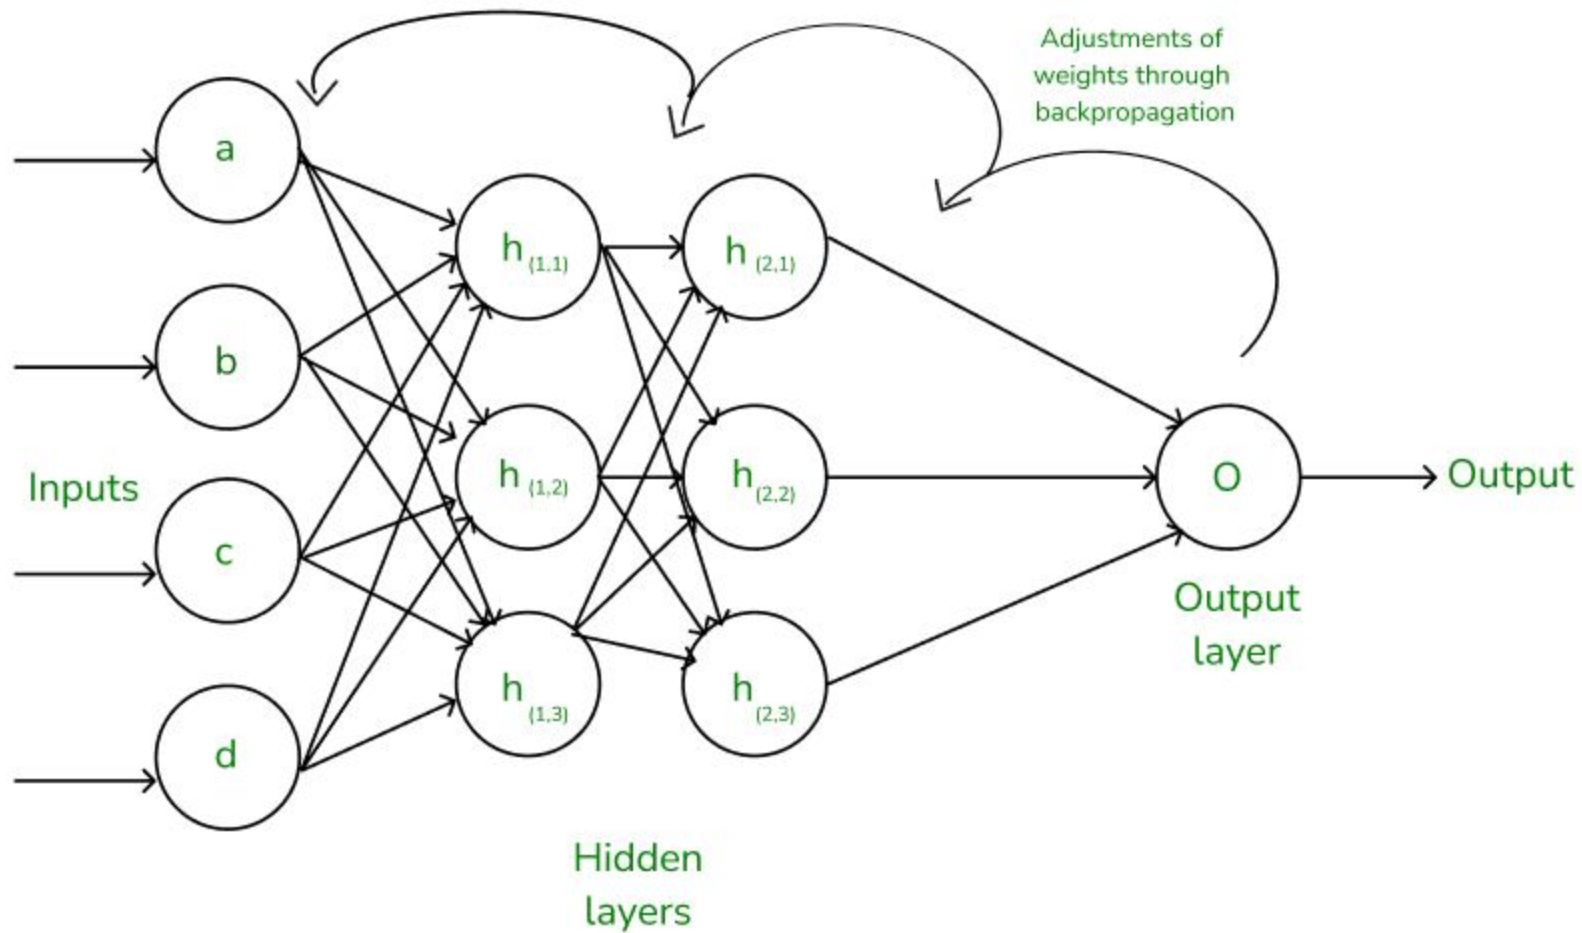 Adjustments of
weights through
backpropagation
a
h (1,1)
h (2,1)
b
Inputs
h (1,2)
h (2,2)
O
Output
c
Output
layer
h (1,3)
h (2,3)
d
Hidden
layers